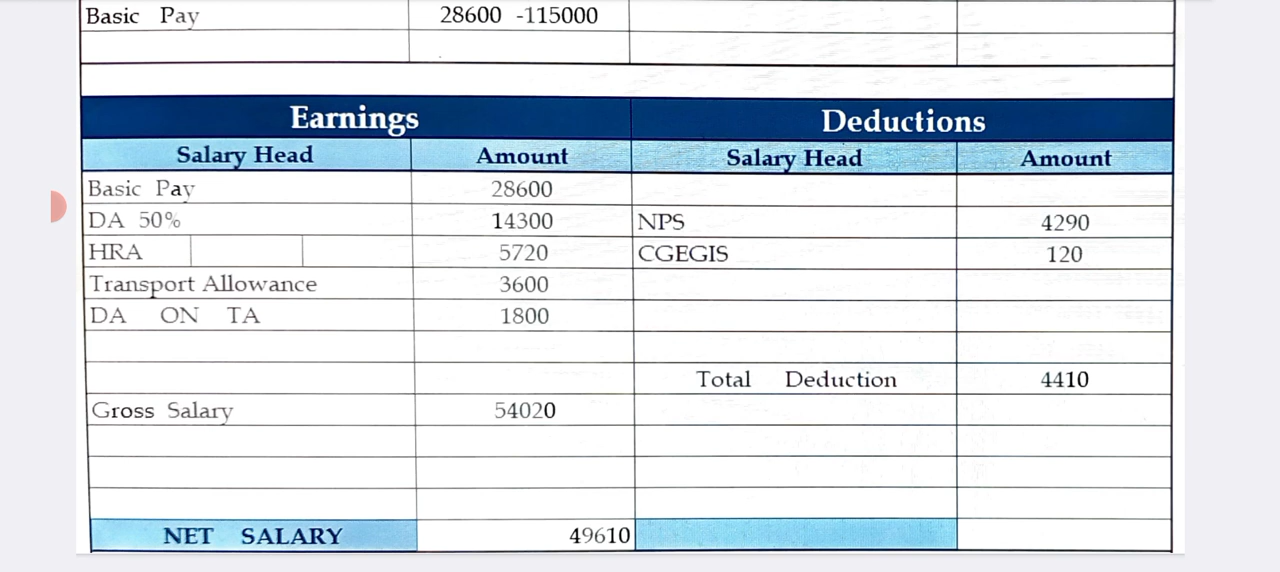 Basic Pay 28600 -115000
Earnings Deductions
Salary Head Amount Salary Head Amount
Basic Pay 28600
DA 50% 14300 NPS 4290
HRA 5720 CGEGIS 120
Transport Allowance 3600
DA ON TA 1800
Total Deduction 4410
Gross Salary 54020
NET SALARY 49610